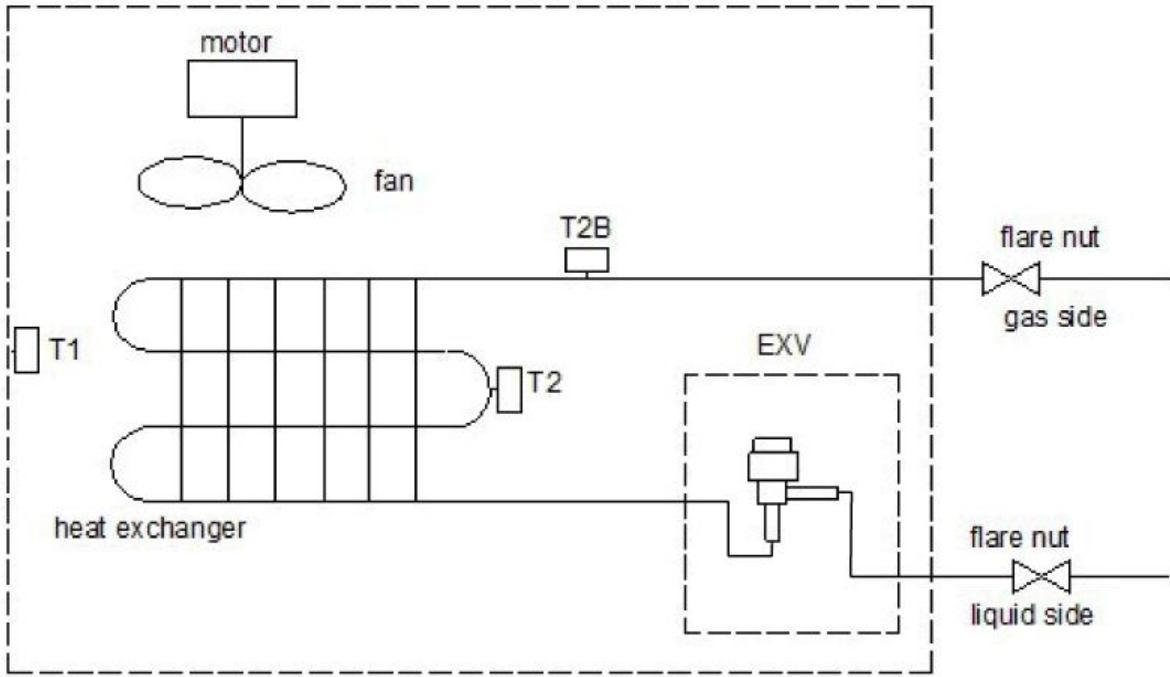 motor
fan
T2B
flare nut
gas side
T1
EXV
T2
heat exchanger
flare nut
liquid side